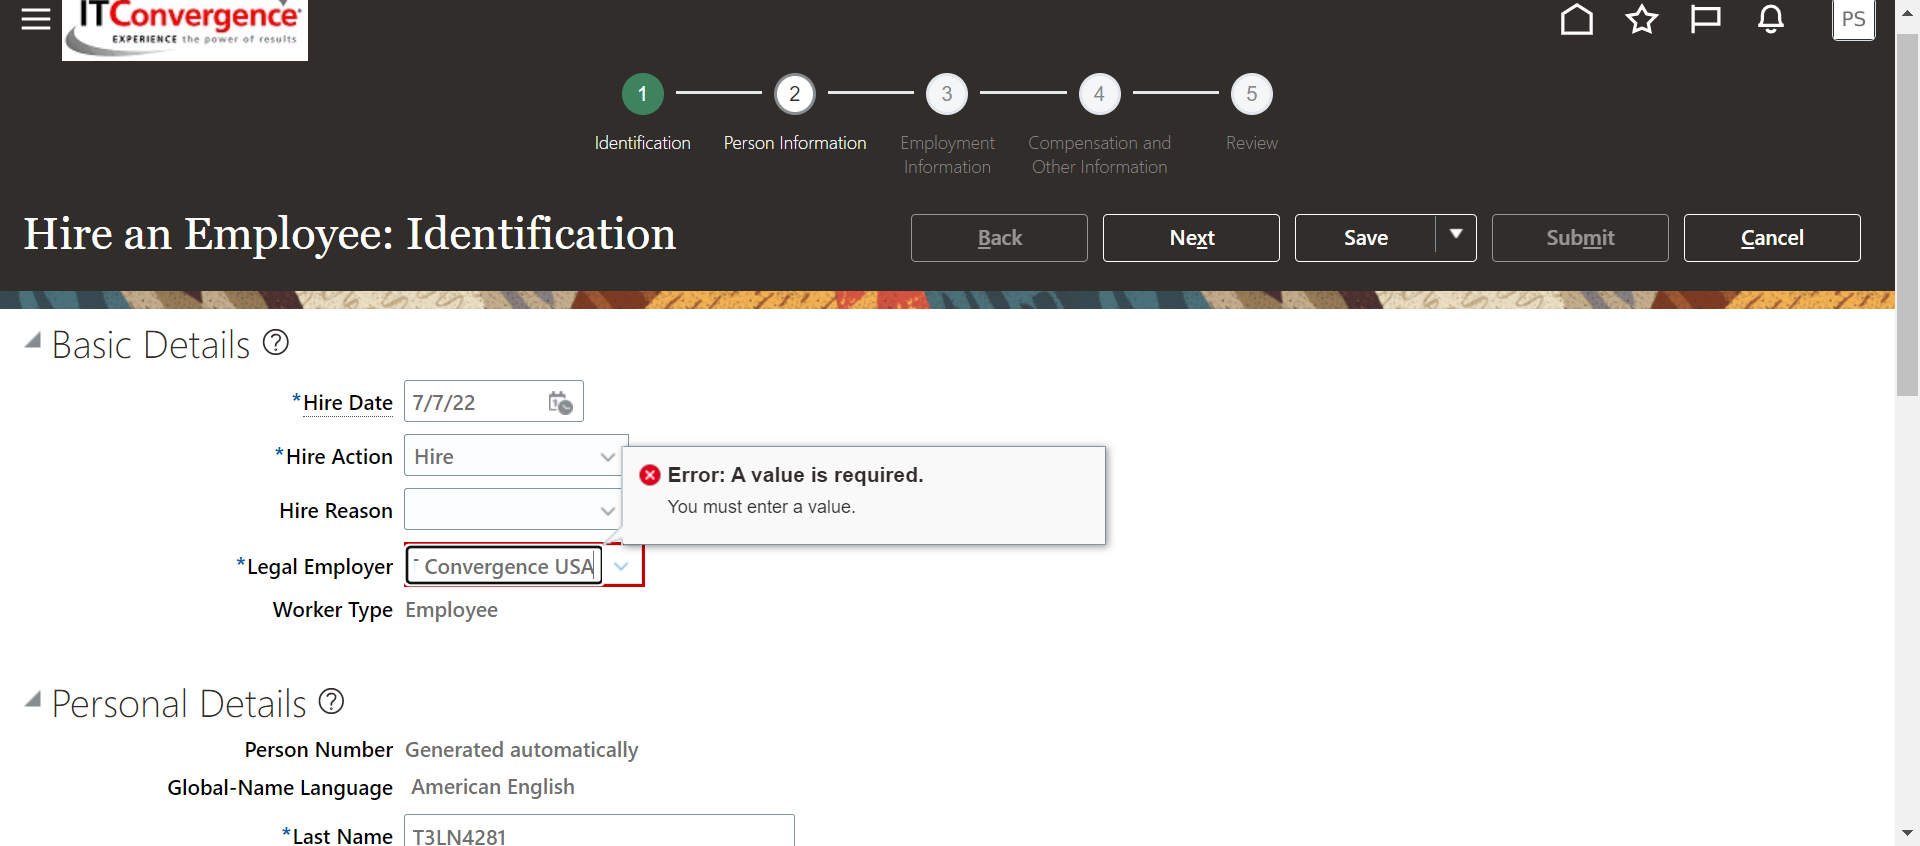 ITConvergence
EXPERIENCE the power of results
PS
1
2
3
4
5
Identification
Person Information
Employment
Information
Compensation and
Other Information
Review
Hire an Employee: Identification
Back
Next
Save
Submit
Cancel
Basic Details
*Hire Date
7/7/22
*Hire Action
Hire
Error: A value is required.
You must enter a value.
Hire Reason
*Legal Employer
Convergence USA
Worker Type
Employee
Personal Details
Person Number
Generated automatically
Global-Name Language
American English
*Last Name
T3LN4281